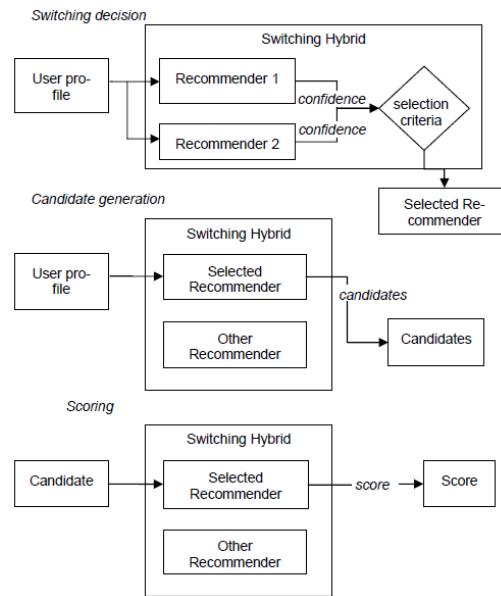 Switching decision
Switching Hybrid
User pro-
file
Recommender 1
confidence
confidence
Recommender 2
selection
criteria
Selected Re-
commender
Candidate generation
Switching Hybrid
User pro-
file
Selected
Recommender
candidates
Other
Recommender
Candidates
Scoring
Switching Hybrid
Candidate
Selected
Recommender
score
Score
Other
Recommender